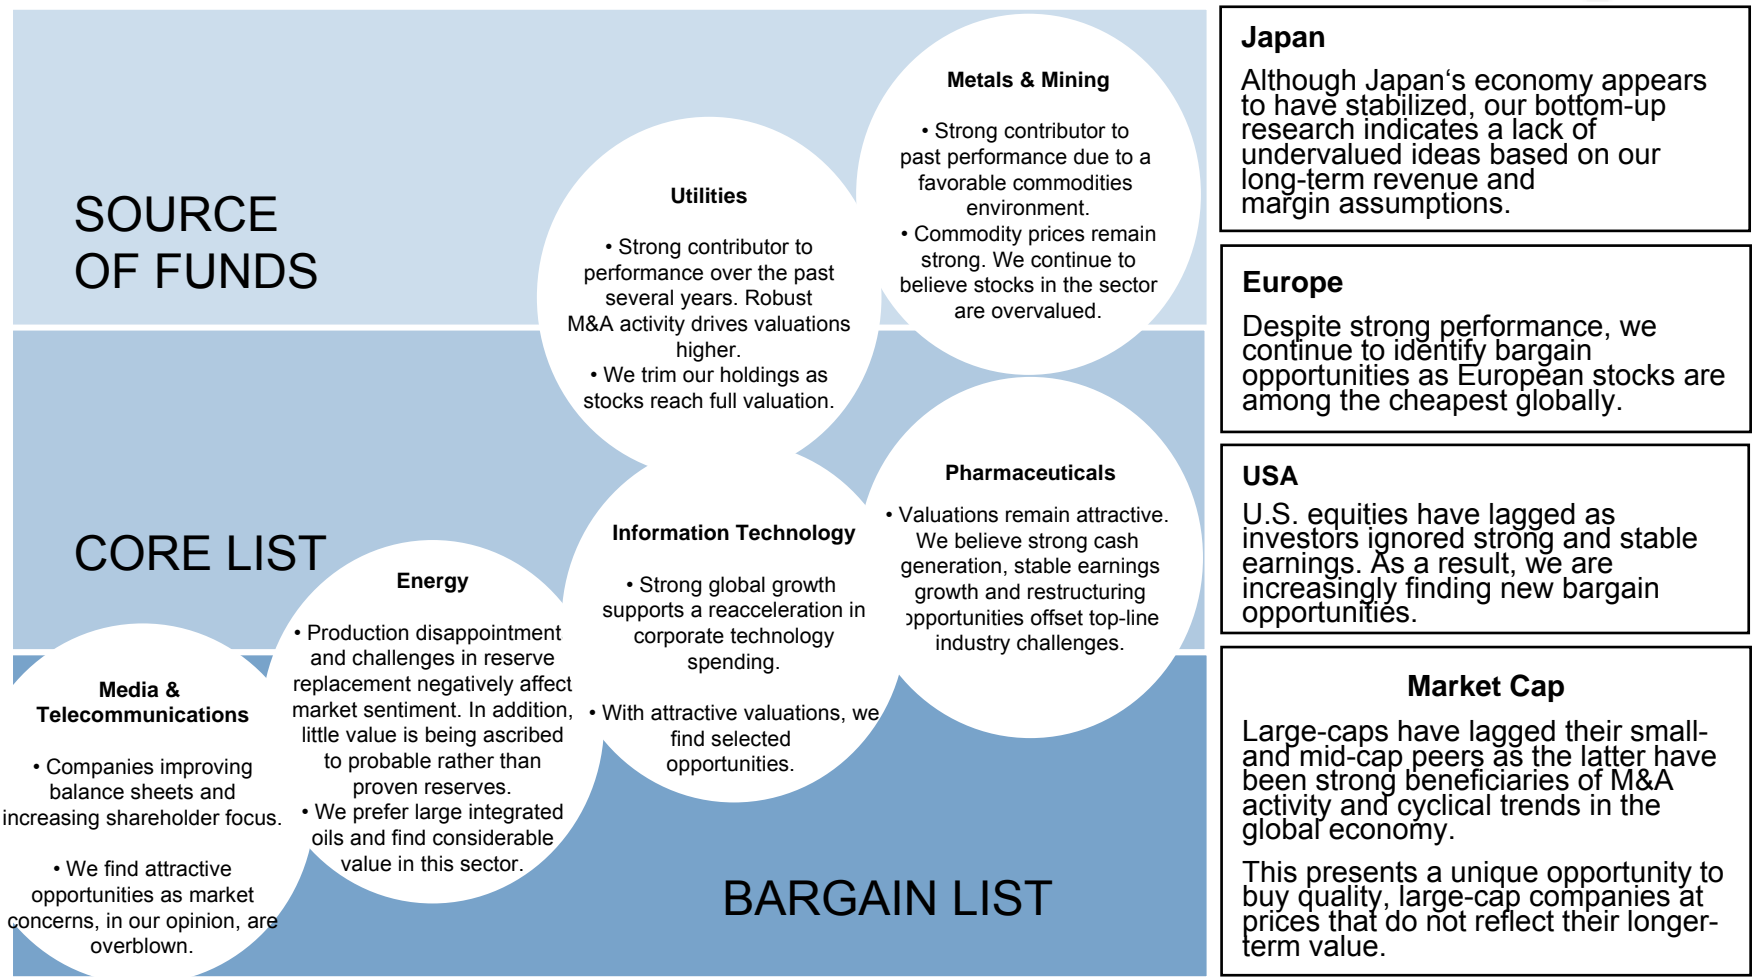 SOURCE
OF FUNDS
CORE LIST
BARGAIN LIST
Metals & Mining
• Strong contributor to
past performance due to a
favorable commodities
environment.
• Commodity prices remain
strong. We continue to
believe stocks in the sector
are overvalued.
Utilities
• Strong contributor to
performance over the past
several years. Robust
M&A activity drives valuations
higher.
• We trim our holdings as
stocks reach full valuation.
Pharmaceuticals
• Valuations remain attractive.
We believe strong cash
generation, stable earnings
growth and restructuring
opportunities offset top-line
industry challenges.
Information Technology
• Strong global growth
supports a reacceleration in
corporate technology
spending.
• With attractive valuations, we
find selected
opportunities.
Energy
• Production disappointment
and challenges in reserve
replacement negatively affect
market sentiment. In addition,
little value is being ascribed
to probable rather than
proven reserves.
• We prefer large integrated
oils and find considerable
value in this sector.
Media &
Telecommunications
• Companies improving
balance sheets and
increasing shareholder focus.
• We find attractive
opportunities as market
concerns, in our opinion, are
overblown.
Japan
Although Japan‘s economy appears
to have stabilized, our bottom-up
research indicates a lack of
undervalued ideas based on our
long-term revenue and
margin assumptions.
Europe
Despite strong performance, we
continue to identify bargain
opportunities as European stocks are
among the cheapest globally.
USA
U.S. equities have lagged as
investors ignored strong and stable
earnings. As a result, we are
increasingly finding new bargain
opportunities.
Market Cap
Large-caps have lagged their small-
and mid-cap peers as the latter have
been strong beneficiaries of M&A
activity and cyclical trends in the
global economy.
This presents a unique opportunity to
buy quality, large-cap companies at
prices that do not reflect their longer-
term value.